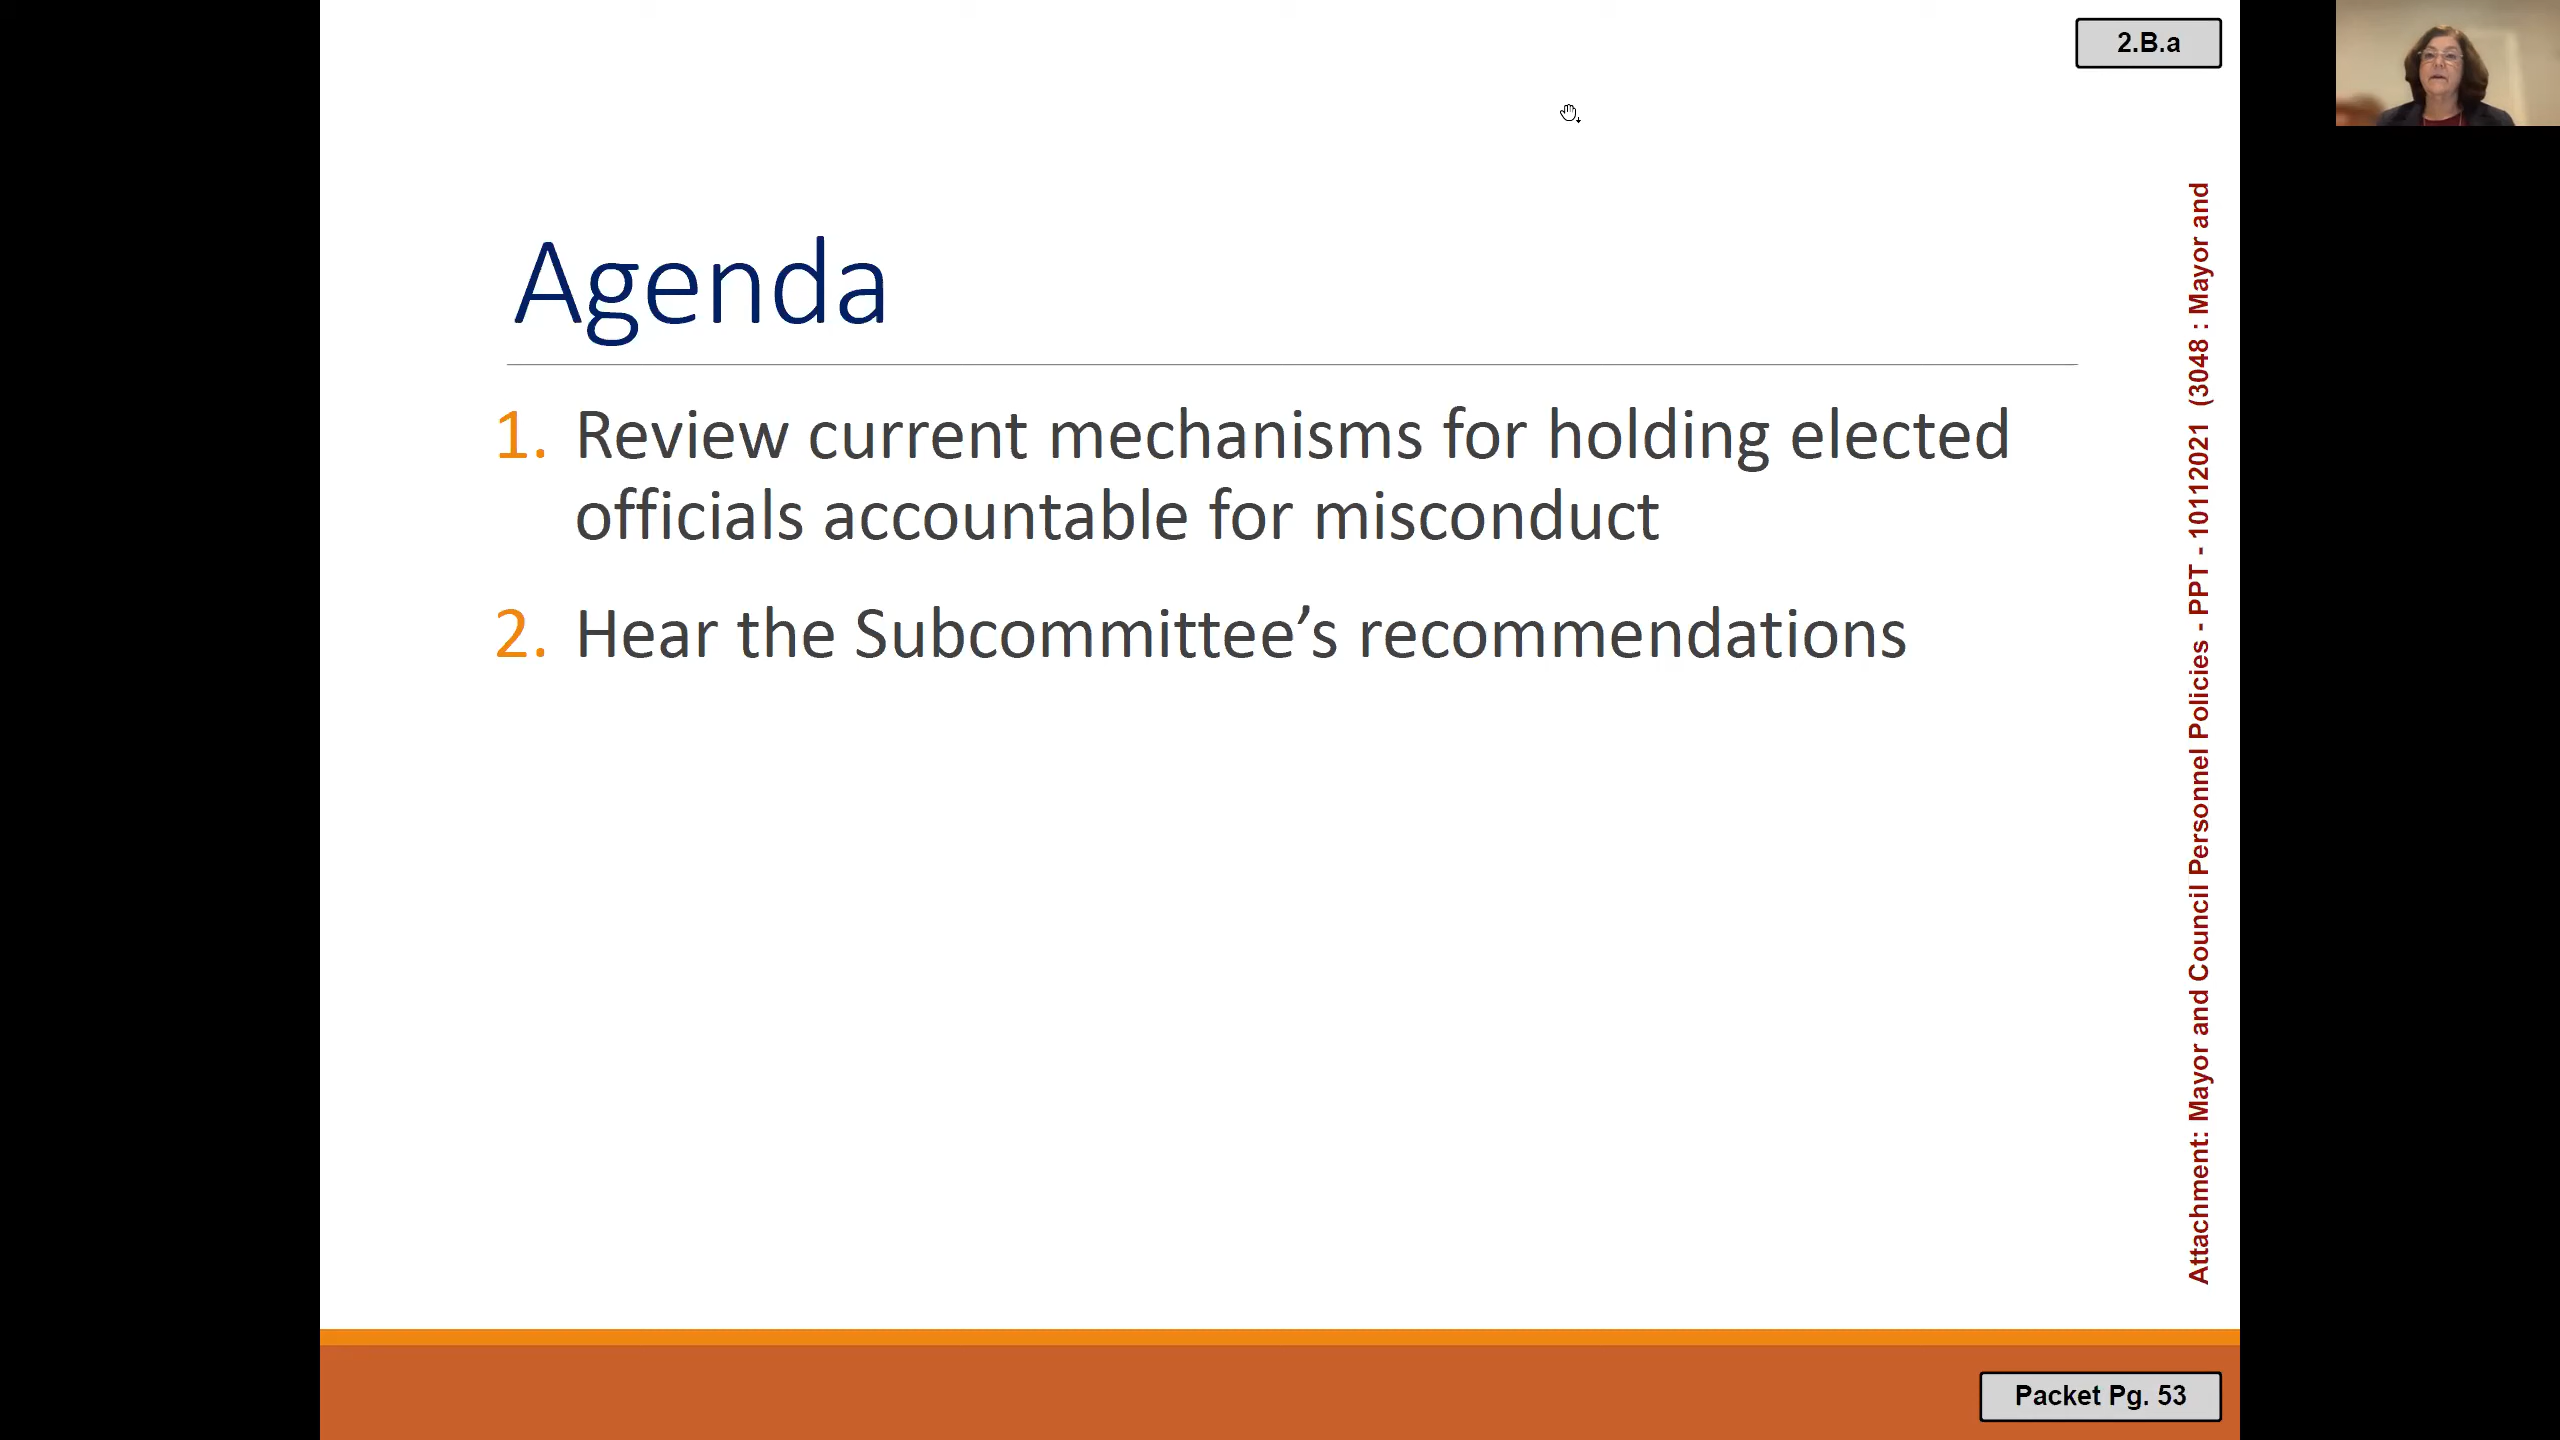 2.B.a
Agenda
1. Review current mechanisms for holding elected
officials accountable for misconduct
2. Hear the Subcommittee’s recommendations
Attachment: Mayor and Council Personnel Policies - PPT - 10112021 (3048 : Mayor and
Packet Pg. 53